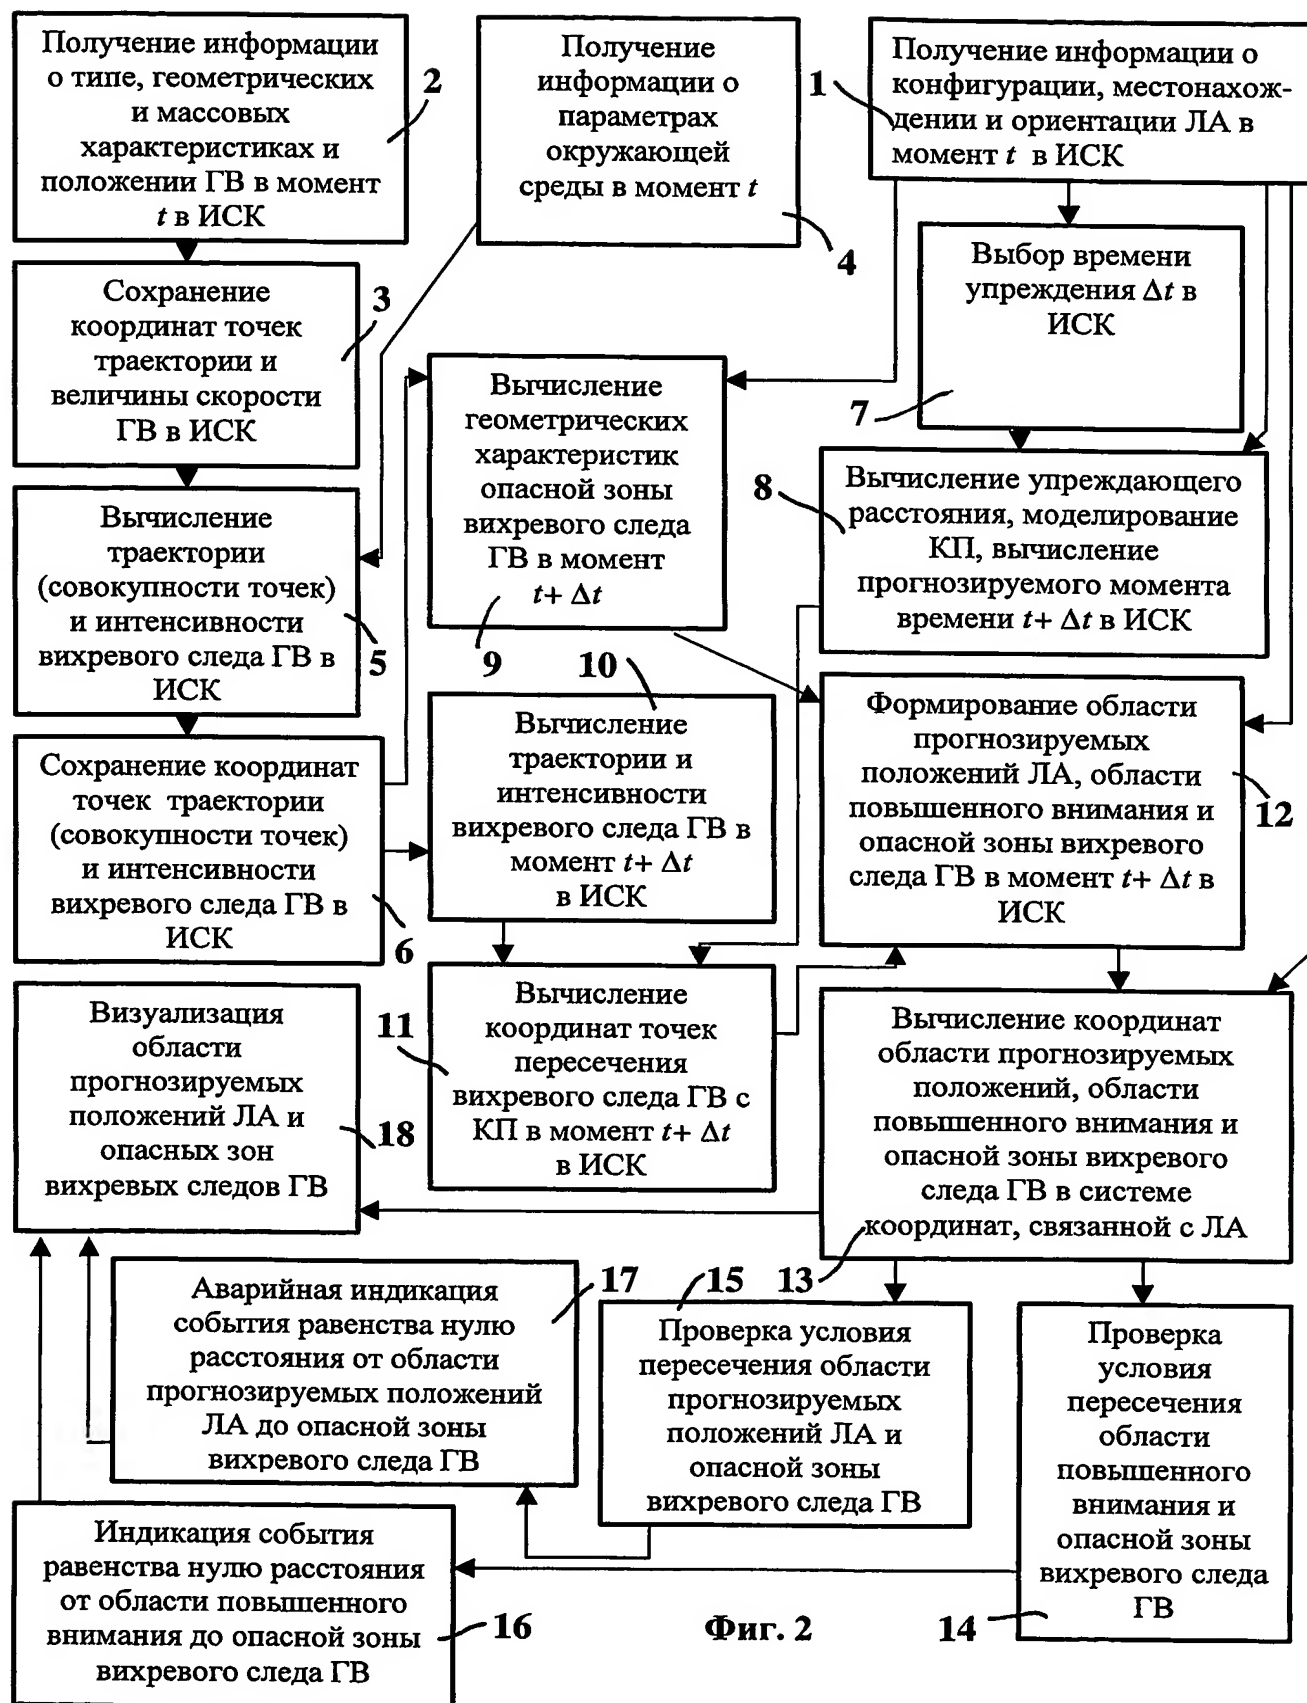 Получение информации
о типе, геометрических
и массовых
характеристиках и
положении ГВ в момент
t в ИСК
2
Получение
информации о
параметрах
окружающей
среды в момент t
4
1
Получение информации о
конфигурации, местонахож-
дении и ориентации ЛА в
момент t в ИСК
Сохранение
координат точек
траектории и
величины скорости
ГВ в ИСК
3
Выбор времени
упреждения Δt в
ИСК
7
Вычисление
геометрических
характеристик
опасной зоны
вихревого следа
ГВ в момент
t+ Δt
9
8
Вычисление упреждающего
расстояния, моделирование
КП, вычисление
прогнозируемого момента
времени t+ Δt в ИСК
Вычисление
траектории
(совокупности точек)
и интенсивности
вихревого следа ГВ в
ИСК
5
10
Вычисление
траектории и
интенсивности
вихревого следа ГВ в
момент t+ Δt
в ИСК
Формирование области
прогнозируемых
положений ЛА, области
повышенного внимания и
опасной зоны вихревого
следа ГВ в момент t+ Δt в
ИСК
12
Сохранение координат
точек траектории
(совокупности точек)
и интенсивности
вихревого следа ГВ в
ИСК
6
11
Вычисление
координат точек
пересечения
вихревого следа ГВ с
КП в момент t+ Δt
в ИСК
Визуализация
области
прогнозируемых
положений ЛА и
опасных зон
вихревых следов ГВ
18
Вычисление координат
области прогнозируемых
положений, области
повышенного внимания и
опасной зоны вихревого
следа ГВ в системе
координат, связанной с ЛА
13
Аварийная индикация
события равенства нулю
расстояния от области
прогнозируемых положений
ЛА до опасной зоны
вихревого следа ГВ
17
15
Проверка условия
пересечения области
прогнозируемых
положений ЛА и
опасной зоны
вихревого следа ГВ
Проверка
условия
пересечения
области
повышенного
внимания и
опасной зоны
вихревого следа
ГВ
14
Индикация события
равенства нулю расстояния
от области повышенного
внимания до опасной зоны
вихревого следа ГВ
16
Фиг. 2